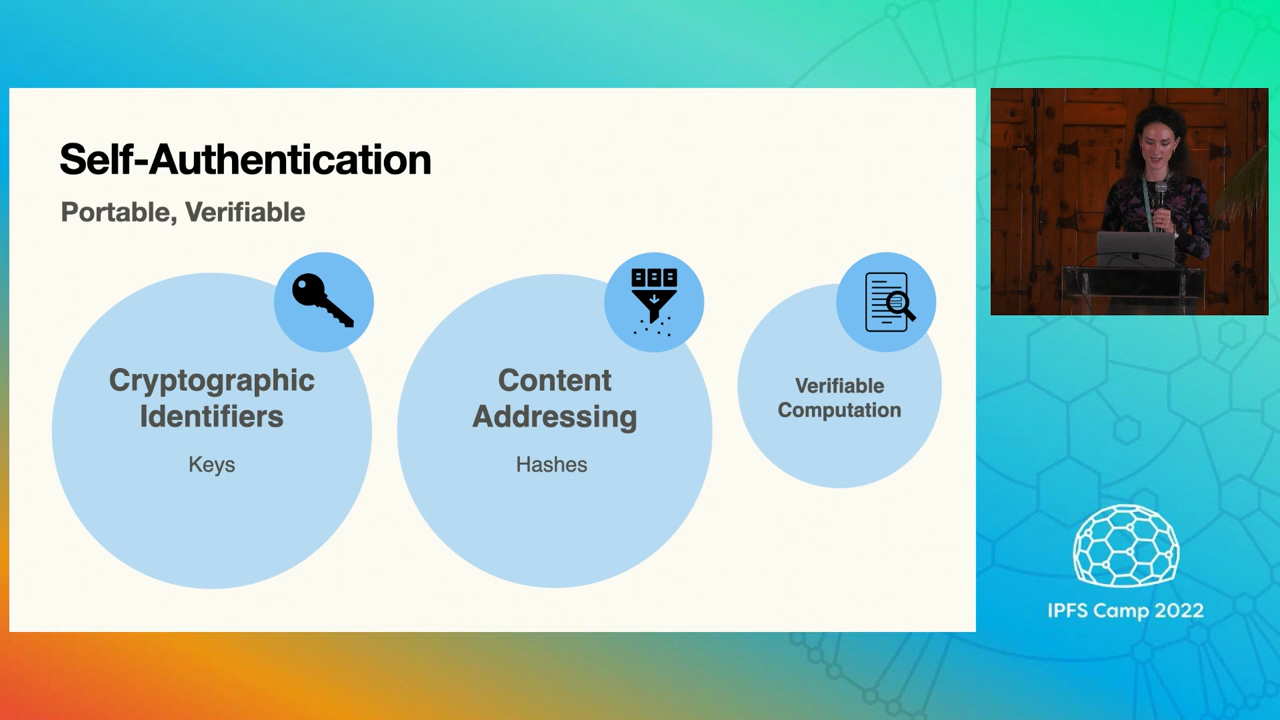 Self-Authentication
Portable, Verifiable
Cryptographic
Identifiers
Keys
Content
Addressing
Hashes
Verifiable
Computation
IPFS Camp 2022